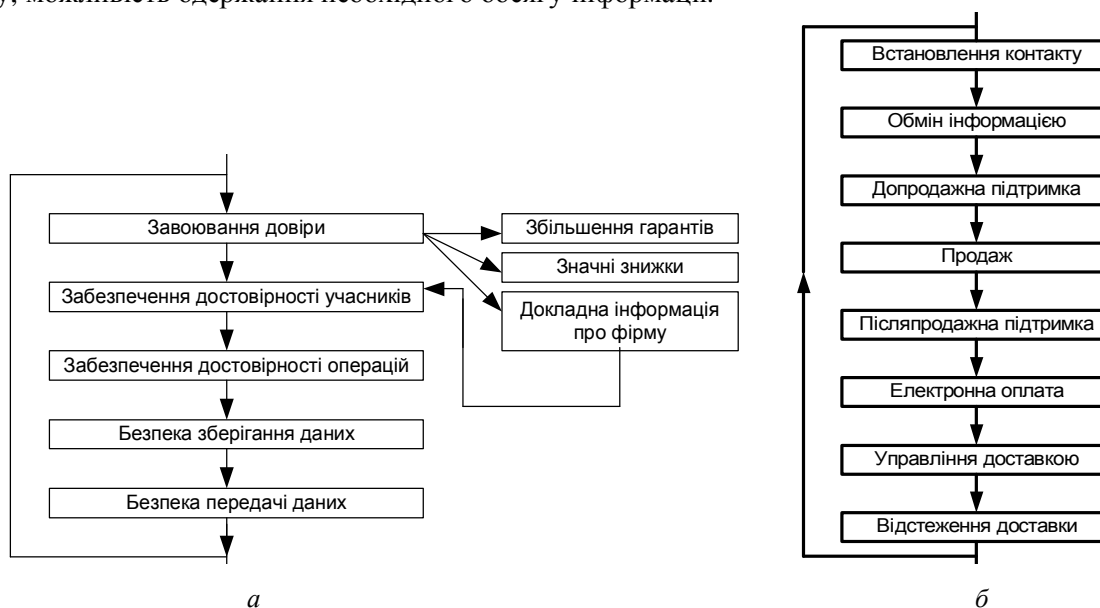 можливість одержання необхідного обсягу інформації.
Завоювання довіри
Забезпечення достовірності учасників
Забезпечення достовірності операцій
Безпека зберігання даних
Безпека передачі даних
Збільшення гарантів
Значні знижки
Докладна інформація
про фірму
а
Встановлення контакту
Обмін інформацією
Допродажна підтримка
Продаж
Післяпродажна підтримка
Електронна оплата
Управління доставкою
Відстеження доставки
б